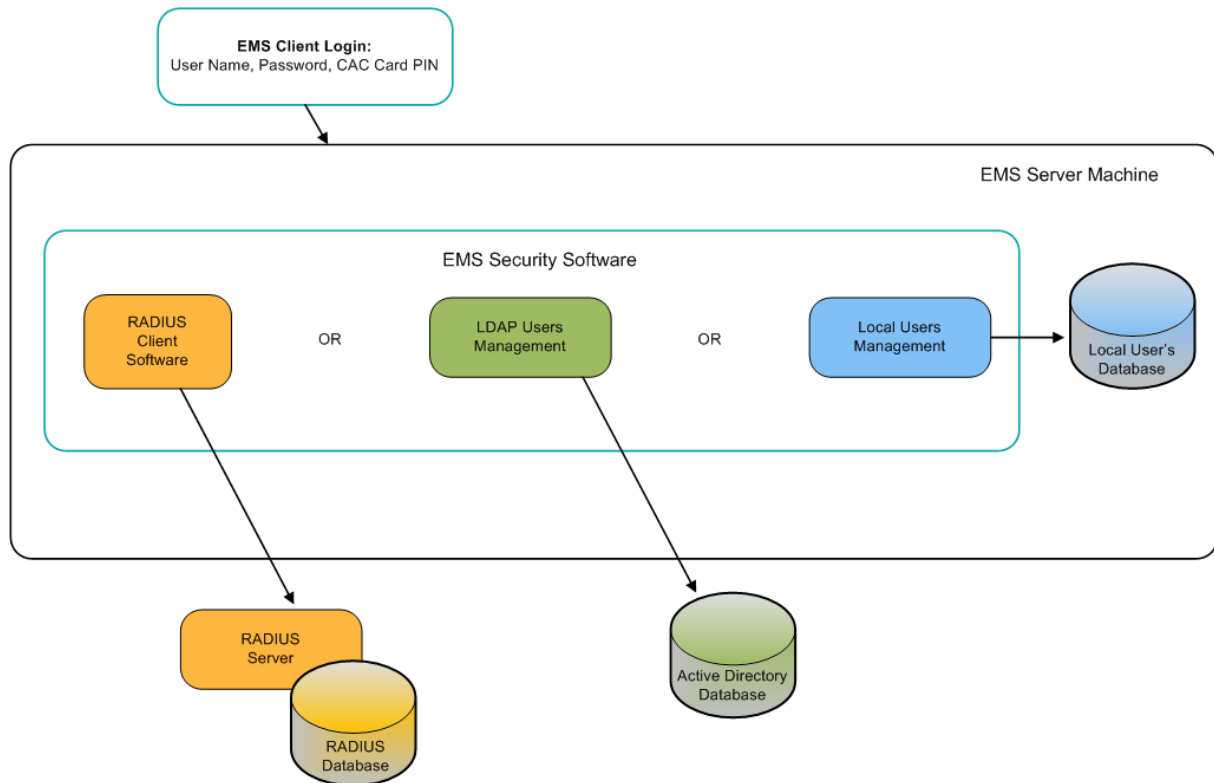 EMS Client Login:
User Name, Password, CAC Card PIN
EMS Server Machine
EMS Security Software
RADIUS
Client
Software
OR
LDAP Users
Management
OR
Local Users
Management
Local User's
Database
RADIUS
Server
RADIUS
Database
Active Directory
Database